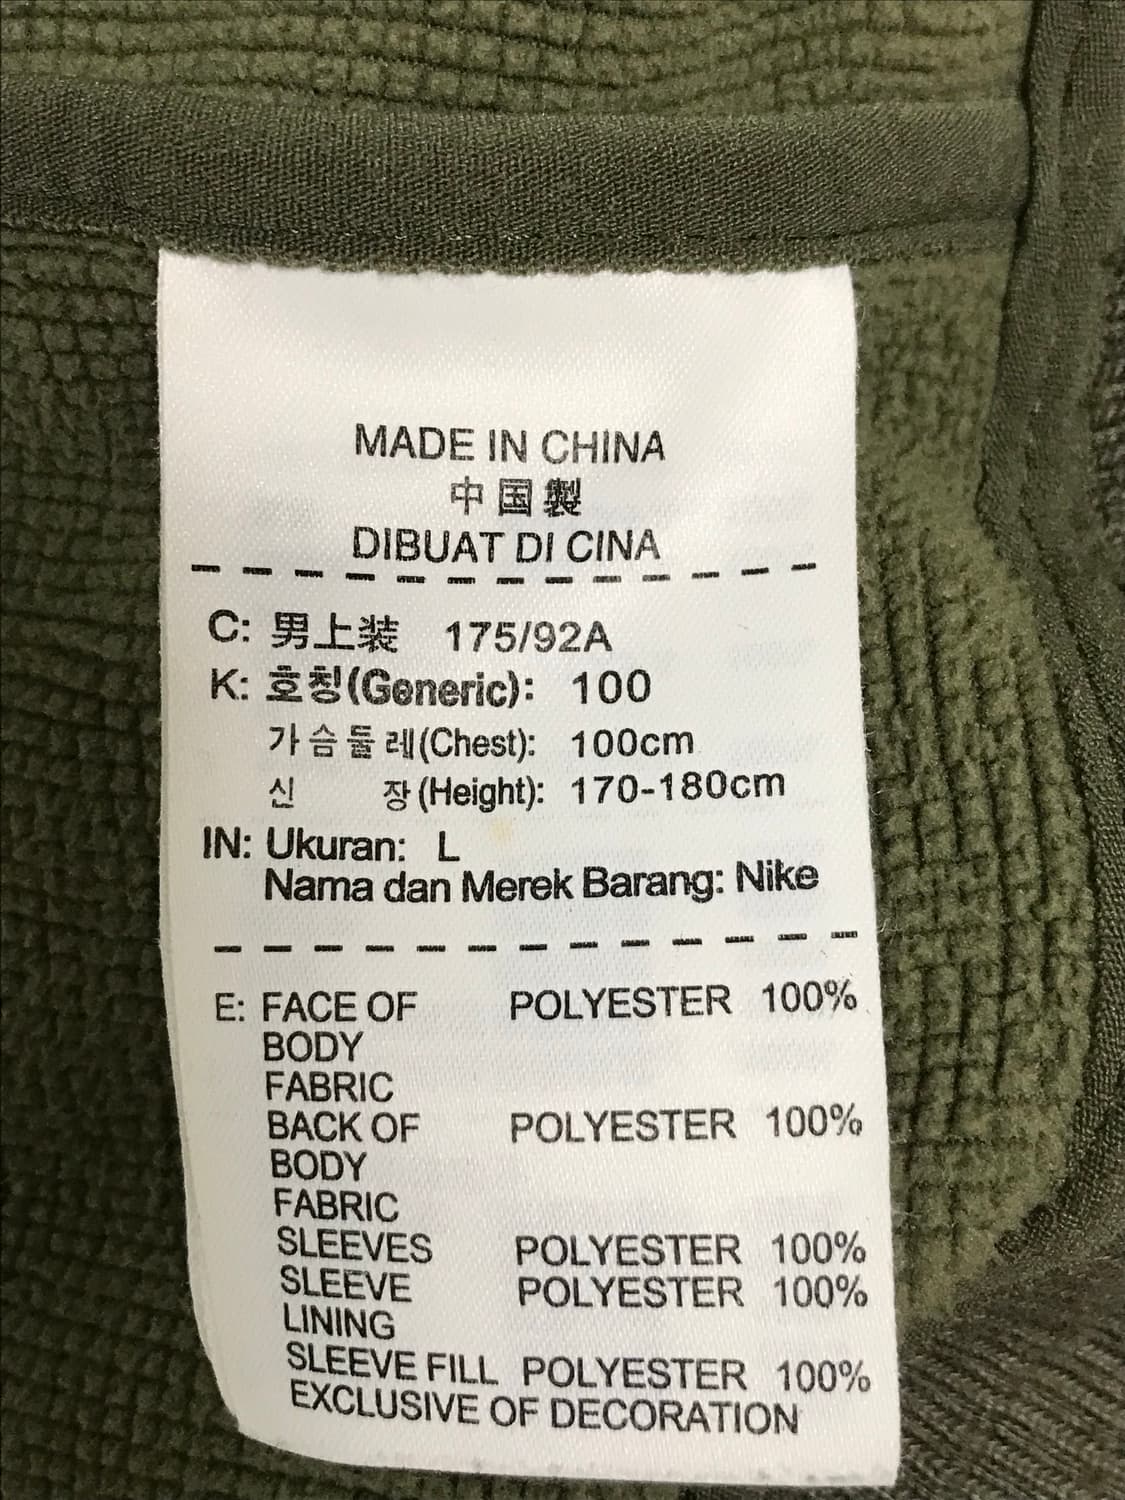 MADE IN CHINA
中国製
DIBUAT DI CINA
C: 男上装 175/92A
K: 호칭(Generic): 100
가슴둘레(Chest): 100cm
신 장(Height): 170-180cm
IN: Ukuran: L
Nama dan Merek Barang: Nike
E: FACE OF POLYESTER 100%
BODY
FABRIC
BACK OF POLYESTER 100%
BODY
FABRIC
SLEEVES POLYESTER 100%
SLEEVE POLYESTER 100%
LINING
SLEEVE FILL POLYESTER 100%
EXCLUSIVE OF DECORATION